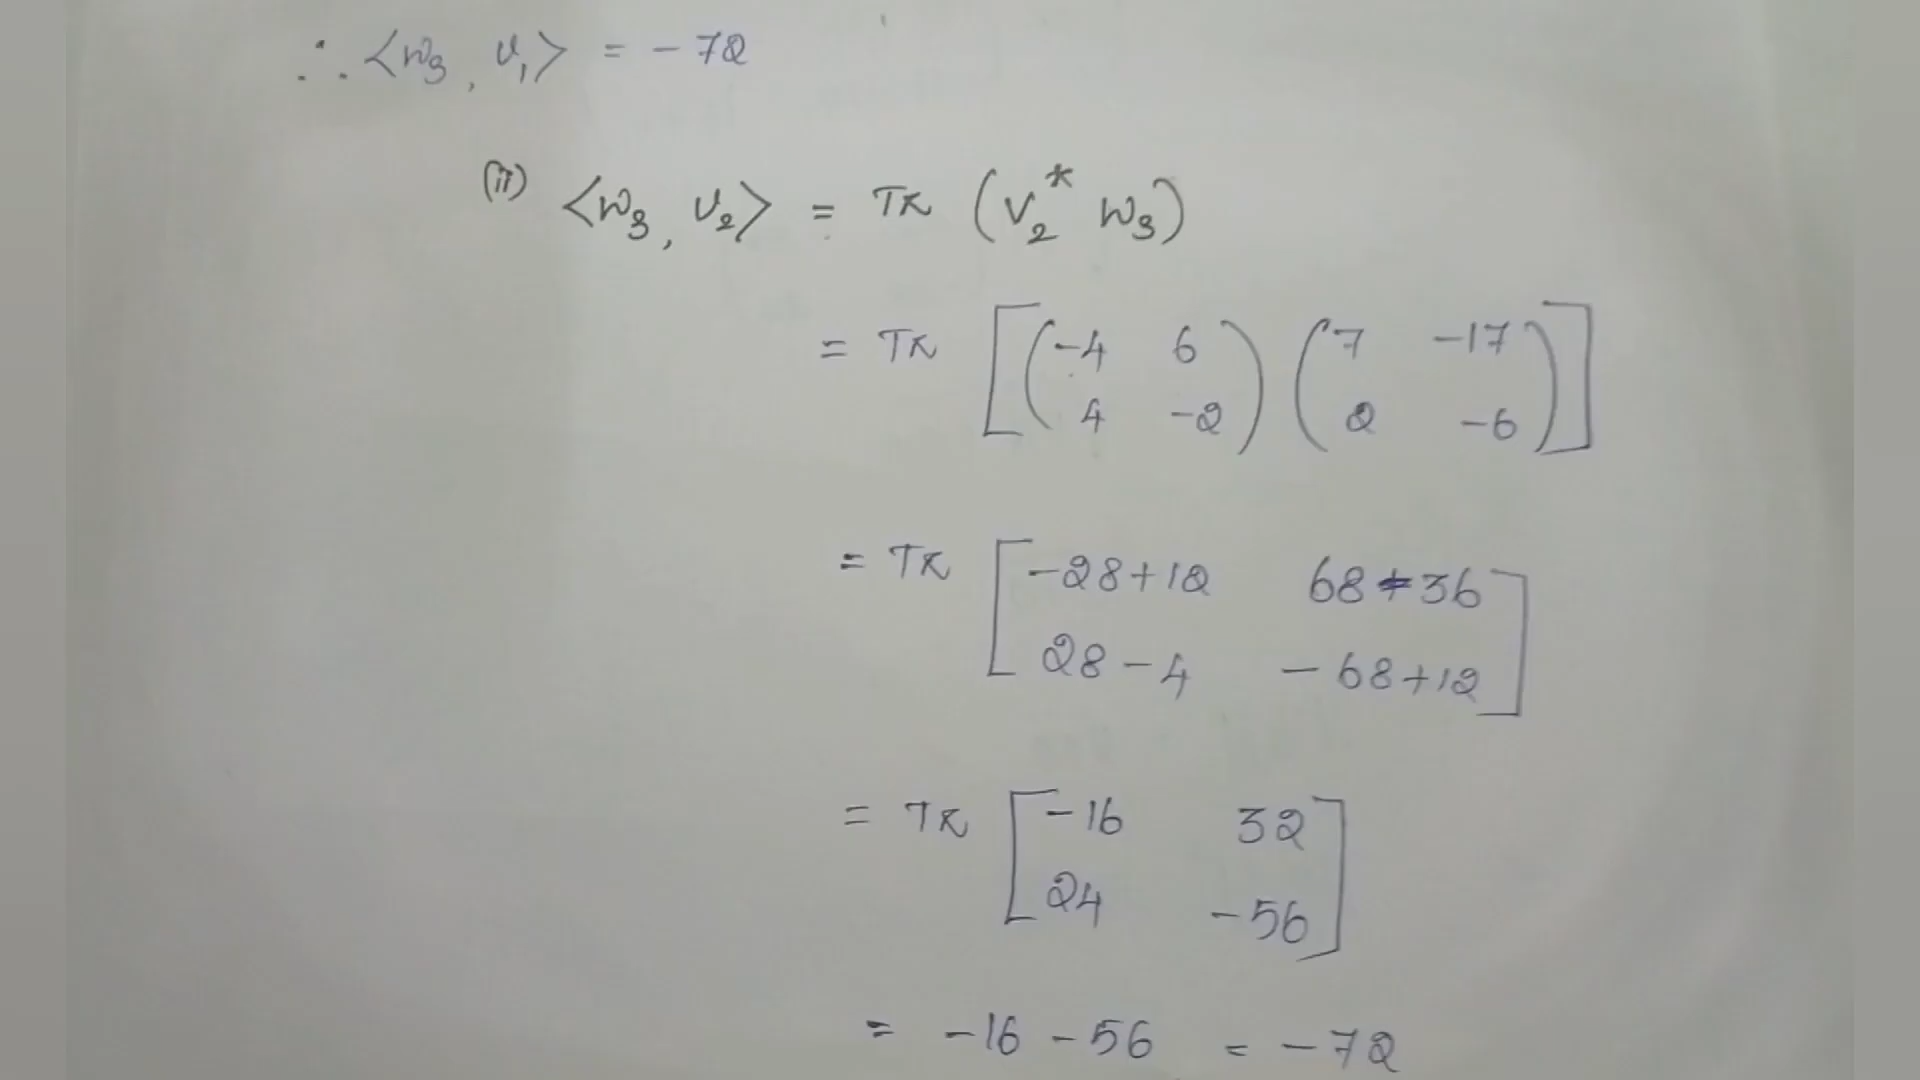 ∴ ⟨w₃, v₁⟩ = -72
(ii) ⟨w₃, v₂⟩ = Tr (v₂* w₃)
= Tr [(-4 6 ) (7 -17)]
4 -2 2 -6
= Tr [-28+12 68-36]
28-4 -68+12
= Tr [-16 32]
24 -56
= -16 -56 = -72